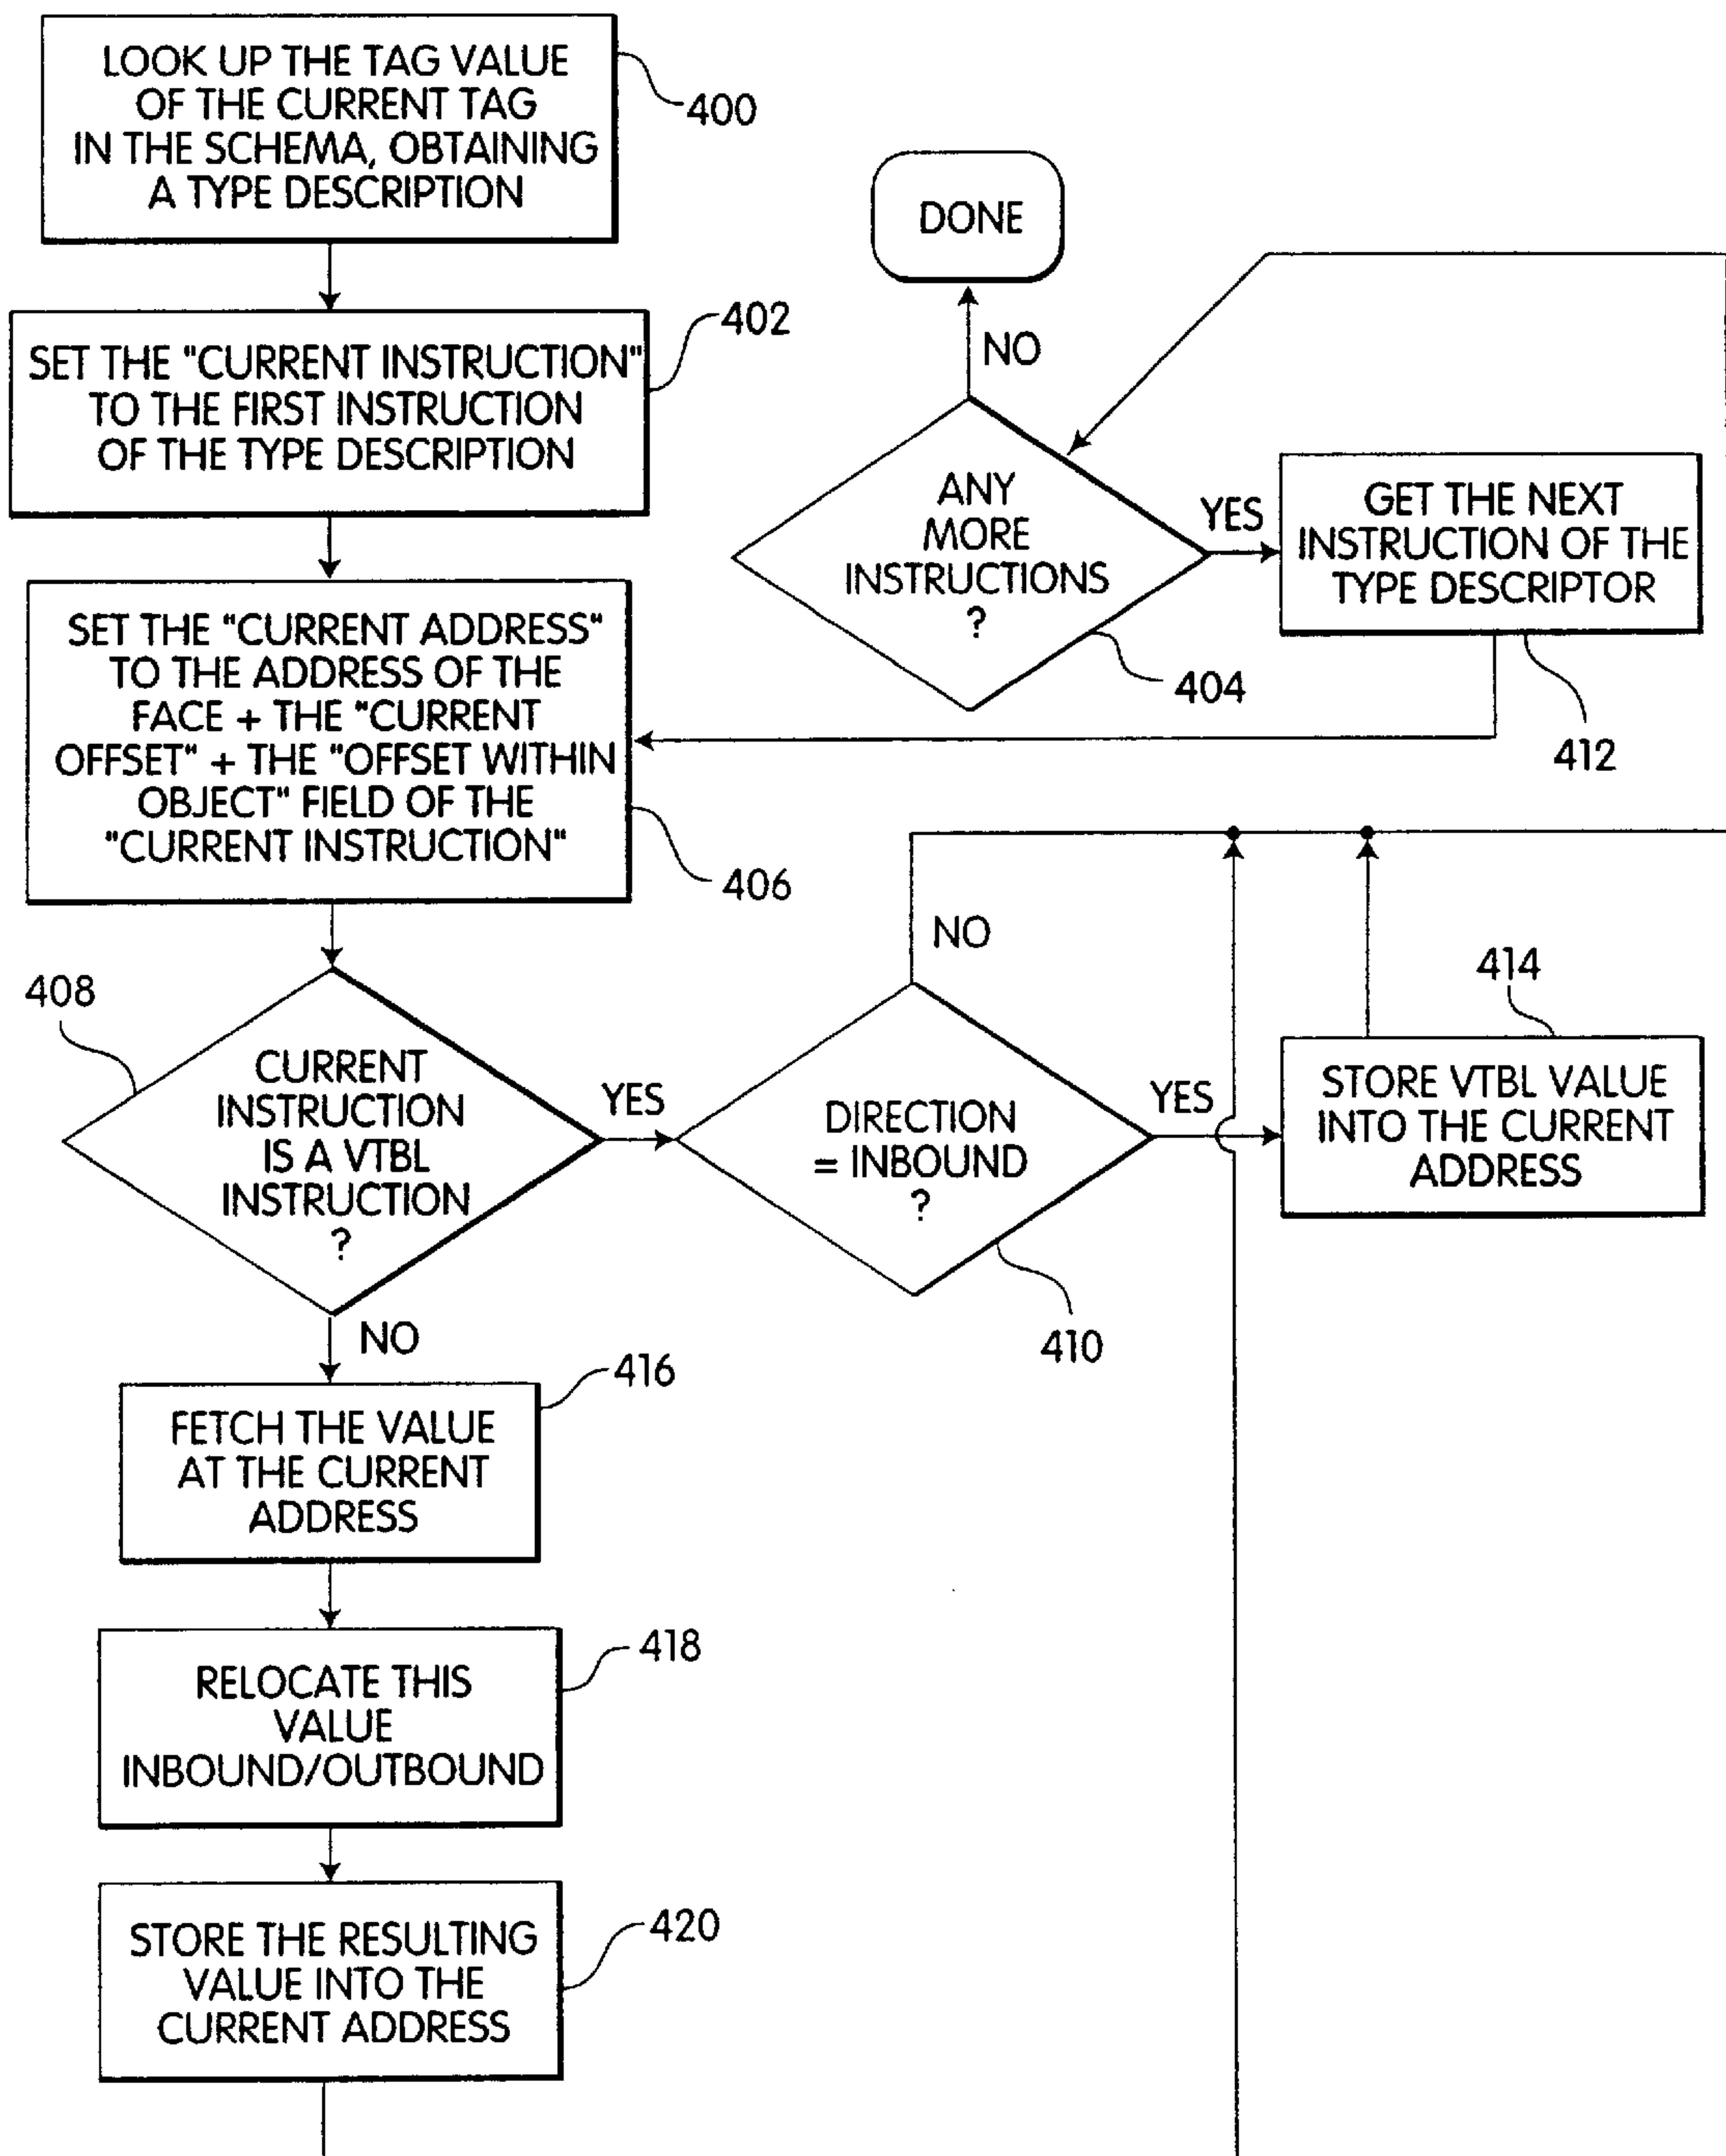 LOOK UP THE TAG VALUE
OF THE CURRENT TAG
IN THE SCHEMA, OBTAINING
A TYPE DESCRIPTION
400
SET THE "CURRENT INSTRUCTION"
TO THE FIRST INSTRUCTION
OF THE TYPE DESCRIPTION
402
DONE
NO
ANY
MORE
INSTRUCTIONS
?
404
YES
GET THE NEXT
INSTRUCTION OF THE
TYPE DESCRIPTOR
412
SET THE "CURRENT ADDRESS"
TO THE ADDRESS OF THE
FACE + THE "CURRENT
OFFSET" + THE "OFFSET WITHIN
OBJECT" FIELD OF THE
"CURRENT INSTRUCTION"
406
408
CURRENT
INSTRUCTION
IS A VTBL
INSTRUCTION
?
YES
NO
DIRECTION
= INBOUND
?
410
YES
414
STORE VTBL VALUE
INTO THE CURRENT
ADDRESS
NO
416
FETCH THE VALUE
AT THE CURRENT
ADDRESS
418
RELOCATE THIS
VALUE
INBOUND/OUTBOUND
420
STORE THE RESULTING
VALUE INTO THE
CURRENT ADDRESS